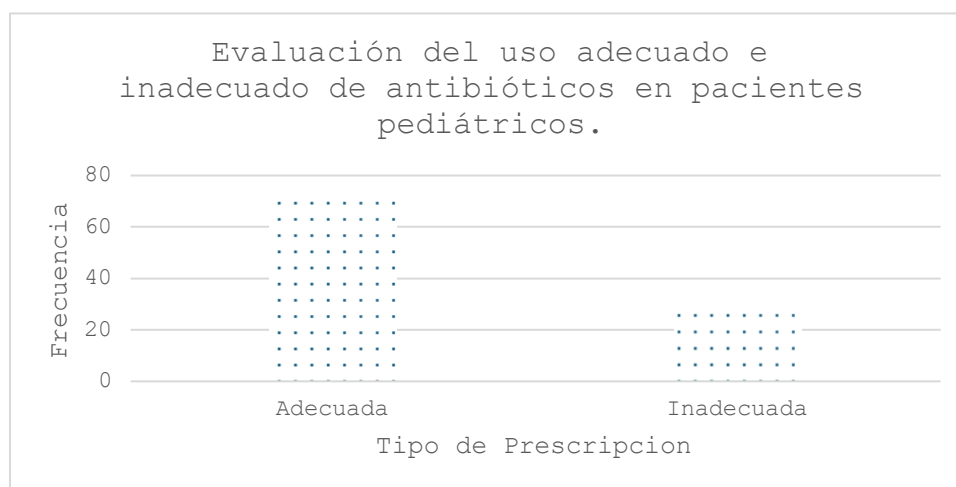 Evaluación del uso adecuado e
inadecuado de antibióticos en pacientes
pediátricos.
80
60
40
20
0
Frecuencia
Adecuada Inadecuada
Tipo de Prescripcion